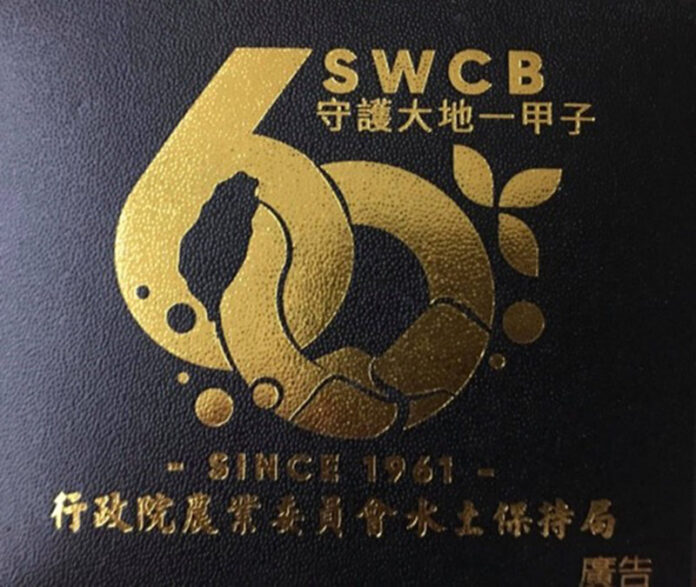 60
SWCB
守護大地一甲子
- SINCE 1961 -
行政院農業委員會水土保持局
廣告